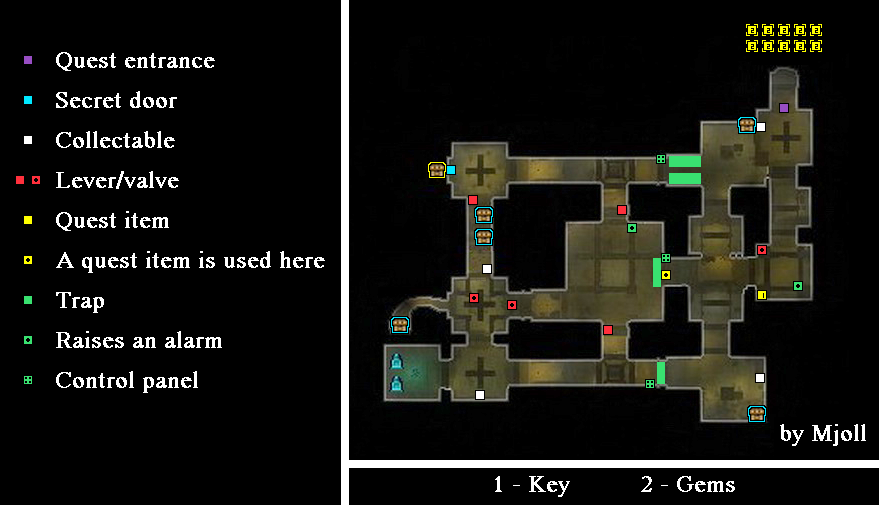 Quest entrance
Secret door
Collectable
Lever/valve
Quest item
A quest item is used here
Trap
Raises an alarm
Control panel
by Mjoll
1 - Key 2 - Gems